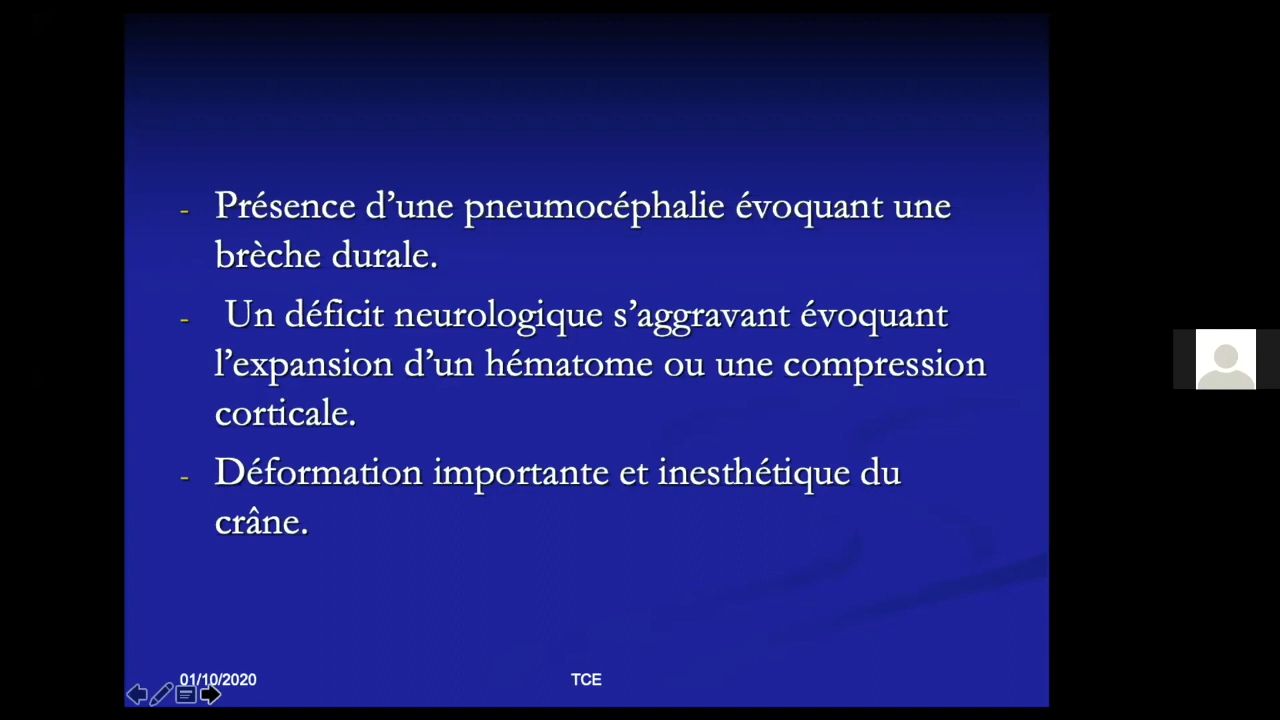 - Présence d’une pneumocéphalie évoquant une
brèche durale.
- Un déficit neurologique s’aggravant évoquant
l’expansion d’un hématome ou une compression
corticale.
- Déformation importante et inesthétique du
crâne.
01/10/2020 TCE